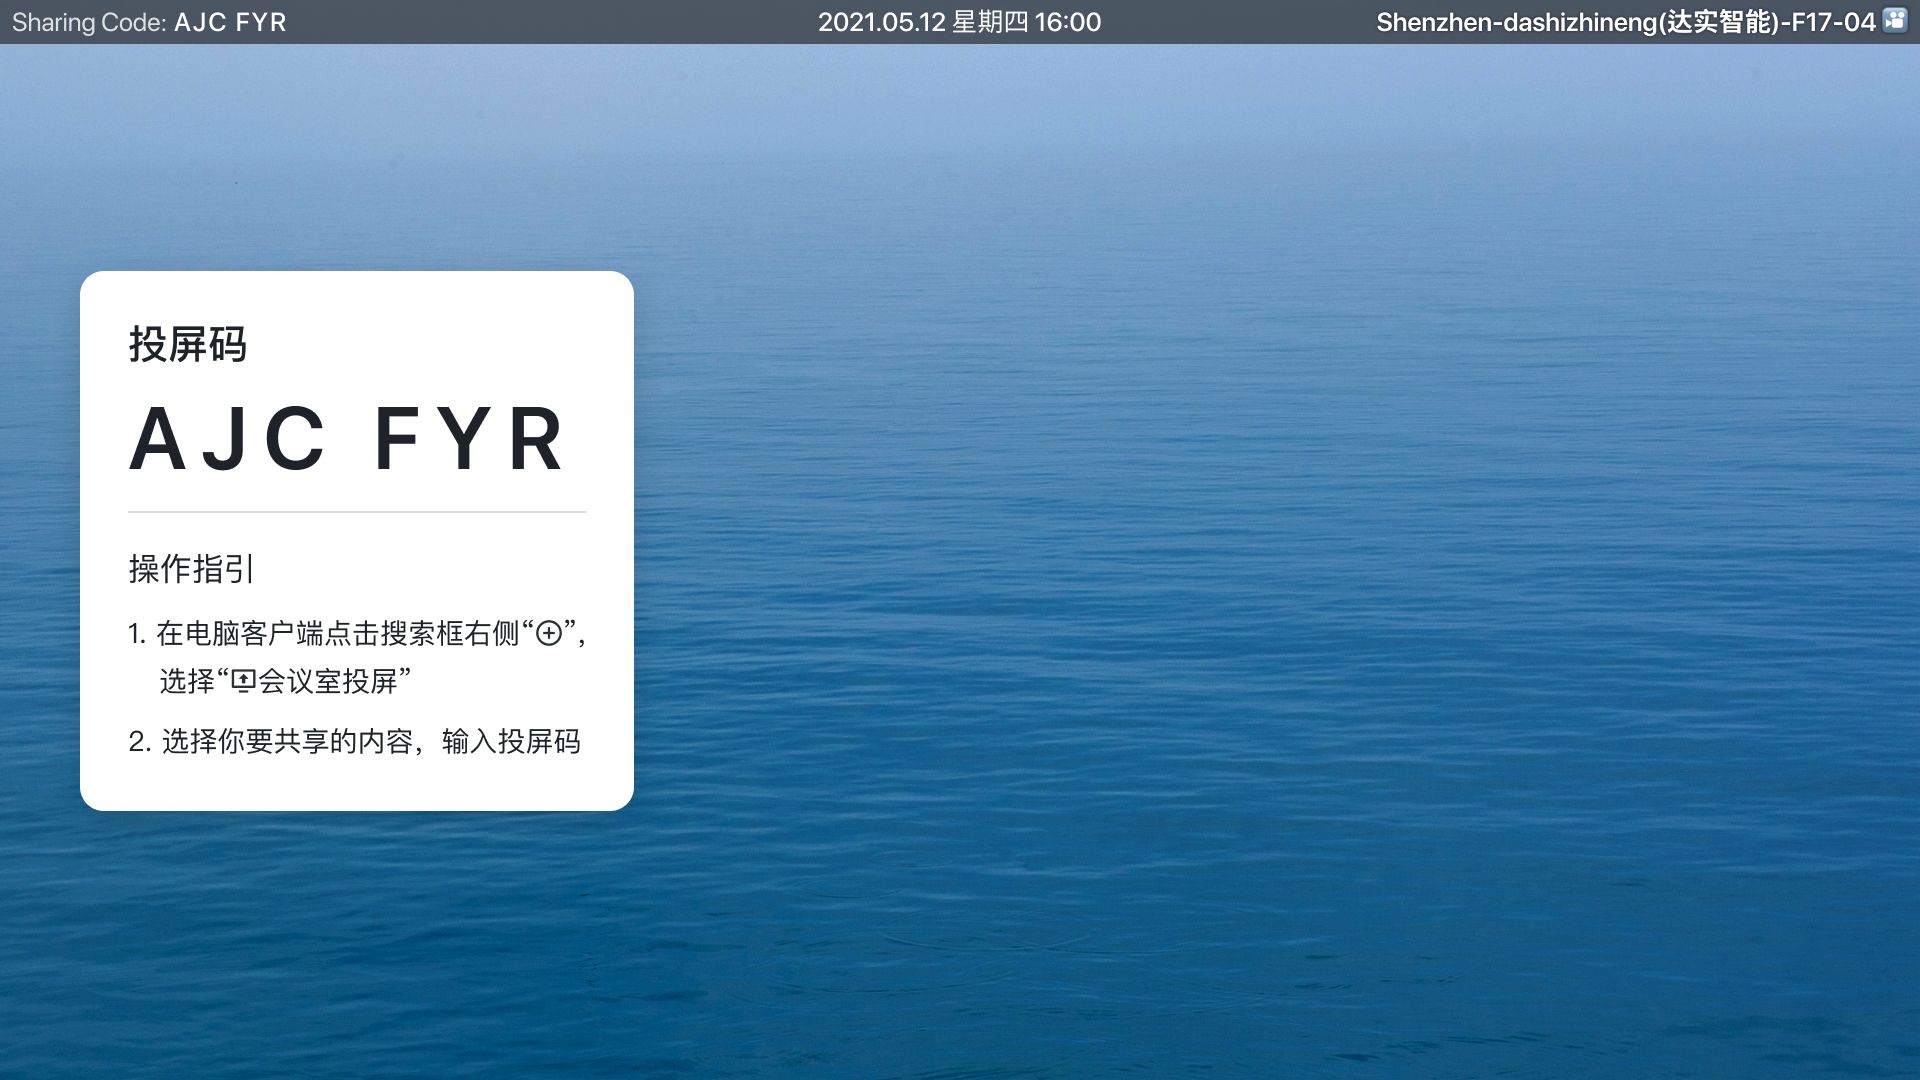 Sharing Code: AJC FYR
2021.05.12 星期四 16:00
Shenzhen-dashizhineng(达实智能)-F17-04
投屏码
AJC FYR
操作指引
1. 在电脑客户端点击搜索框右侧“⊕”,
选择“会议室投屏”
2. 选择你要共享的内容，输入投屏码